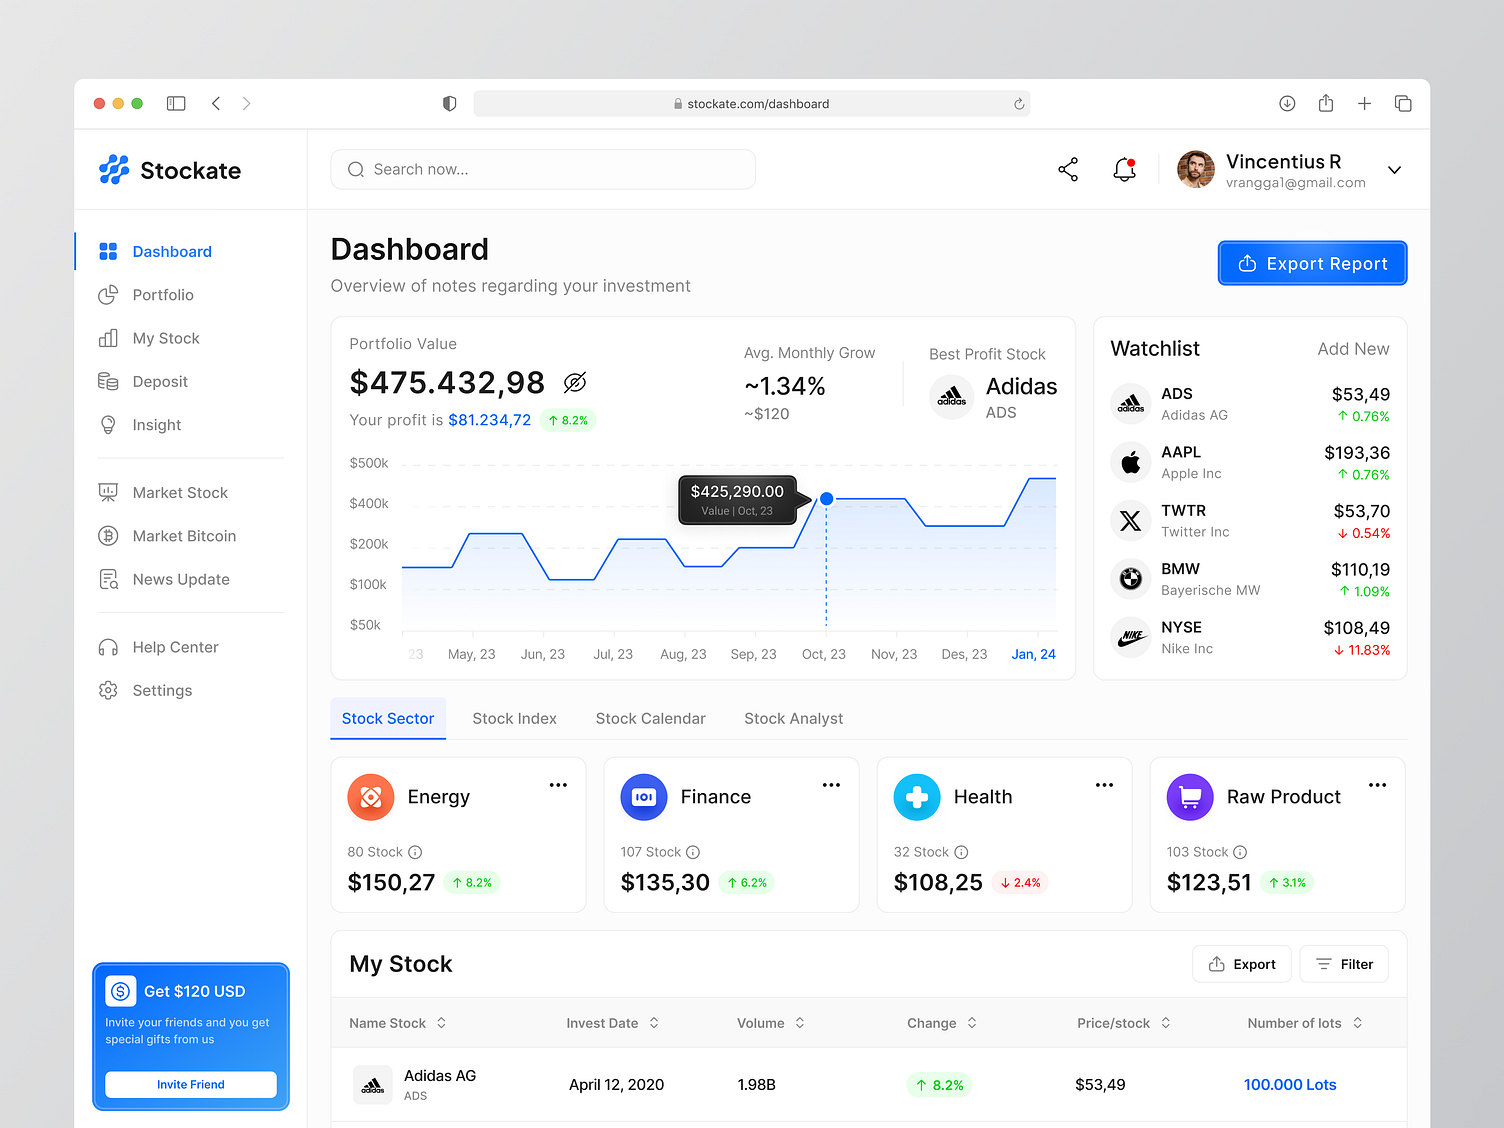 stockate.com/dashboard
Stockate
Search now...
Vincentius R
vrangga1@gmail.com
Dashboard
Portfolio
My Stock
Deposit
Insight
Market Stock
Market Bitcoin
News Update
Help Center
Settings
Get $120 USD
Invite your friends and you get
special gifts from us
Invite Friend
Dashboard
Overview of notes regarding your investment
Export Report
Portfolio Value
$475.432,98
Your profit is $81.234,72 ↑ 8.2%
Avg. Monthly Grow
~1.34%
~$120
Best Profit Stock
adidas
Adidas
ADS
$500k
$400k
$200k
$100k
$50k
$425,290.00
Value | Oct, 23
23 May, 23 Jun, 23 Jul, 23 Aug, 23 Sep, 23 Oct, 23 Nov, 23 Des, 23 Jan, 24
Watchlist Add New
adidas
ADS $53,49
Adidas AG ↑ 0.76%
AAPL $193,36
Apple Inc ↑ 0.76%
TWTR $53,70
Twitter Inc ↓ 0.54%
BMW $110,19
Bayerische MW ↑ 1.09%
NIKE
NYSE $108,49
Nike Inc ↓ 11.83%
Stock Sector Stock Index Stock Calendar Stock Analyst
Energy
80 Stock
$150,27 ↑ 8.2%
Finance
107 Stock
$135,30 ↑ 6.2%
Health
32 Stock
$108,25 ↓ 2.4%
Raw Product
103 Stock
$123,51 ↑ 3.1%
My Stock Export Filter
Name Stock Invest Date Volume Change Price/stock Number of lots
adidas
Adidas AG April 12, 2020 1.98B ↑ 8.2% $53,49 100.000 Lots
ADS